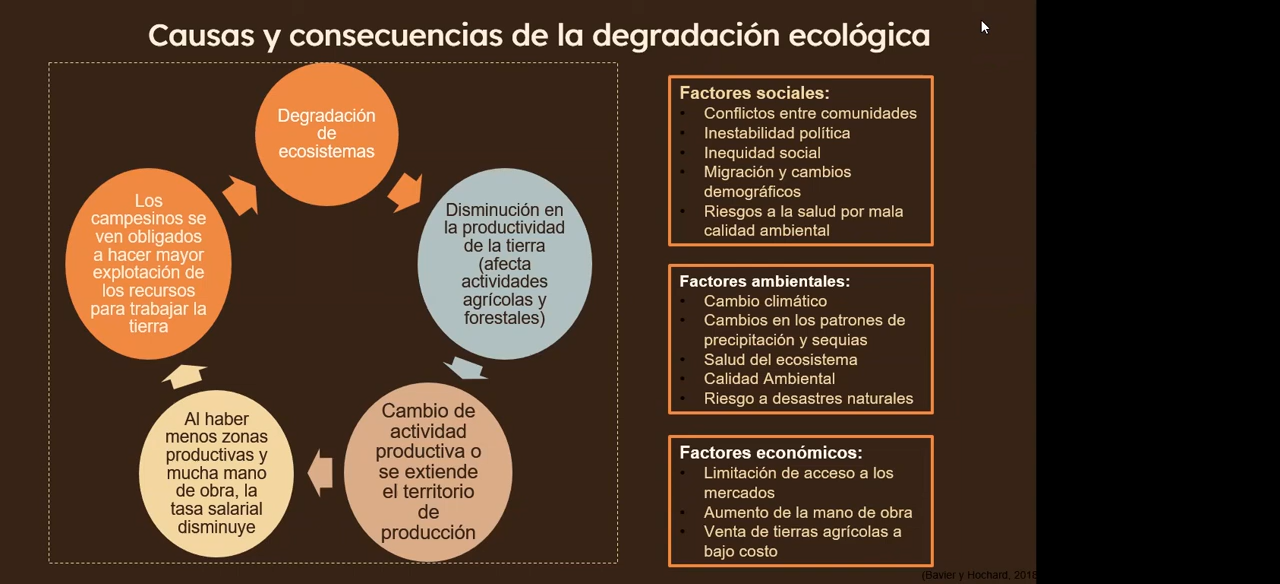 Causas y consecuencias de la degradación ecológica
Degradación
de
ecosistemas
Disminución en
la productividad
de la tierra
(afecta
actividades
agrícolas y
forestales)
Cambio de
actividad
productiva o
se extiende
el territorio
de
producción
Al haber
menos zonas
productivas y
mucha mano
de obra, la
tasa salarial
disminuye
Los
campesinos se
ven obligados
a hacer mayor
explotación de
los recursos
para trabajar la
tierra
Factores sociales:
• Conflictos entre comunidades
• Inestabilidad política
• Inequidad social
• Migración y cambios
demográficos
• Riesgos a la salud por mala
calidad ambiental
Factores ambientales:
• Cambio climático
• Cambios en los patrones de
precipitación y sequias
• Salud del ecosistema
• Calidad Ambiental
• Riesgo a desastres naturales
Factores económicos:
• Limitación de acceso a los
mercados
• Aumento de la mano de obra
• Venta de tierras agrícolas a
bajo costo
(Bavier y Hochard, 2018